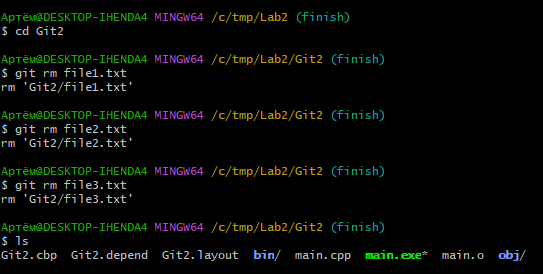 Артём@DESKTOP-IHENDA4 MINGW64 /c/tmp/Lab2 (finish)
$ cd Git2
Артём@DESKTOP-IHENDA4 MINGW64 /c/tmp/Lab2/Git2 (finish)
$ git rm file1.txt
rm 'Git2/file1.txt'
Артём@DESKTOP-IHENDA4 MINGW64 /c/tmp/Lab2/Git2 (finish)
$ git rm file2.txt
rm 'Git2/file2.txt'
Артём@DESKTOP-IHENDA4 MINGW64 /c/tmp/Lab2/Git2 (finish)
$ git rm file3.txt
rm 'Git2/file3.txt'
Артём@DESKTOP-IHENDA4 MINGW64 /c/tmp/Lab2/Git2 (finish)
$ ls
Git2.cbp  Git2.depend  Git2.layout  bin/  main.cpp  main.exe*  main.o  obj/